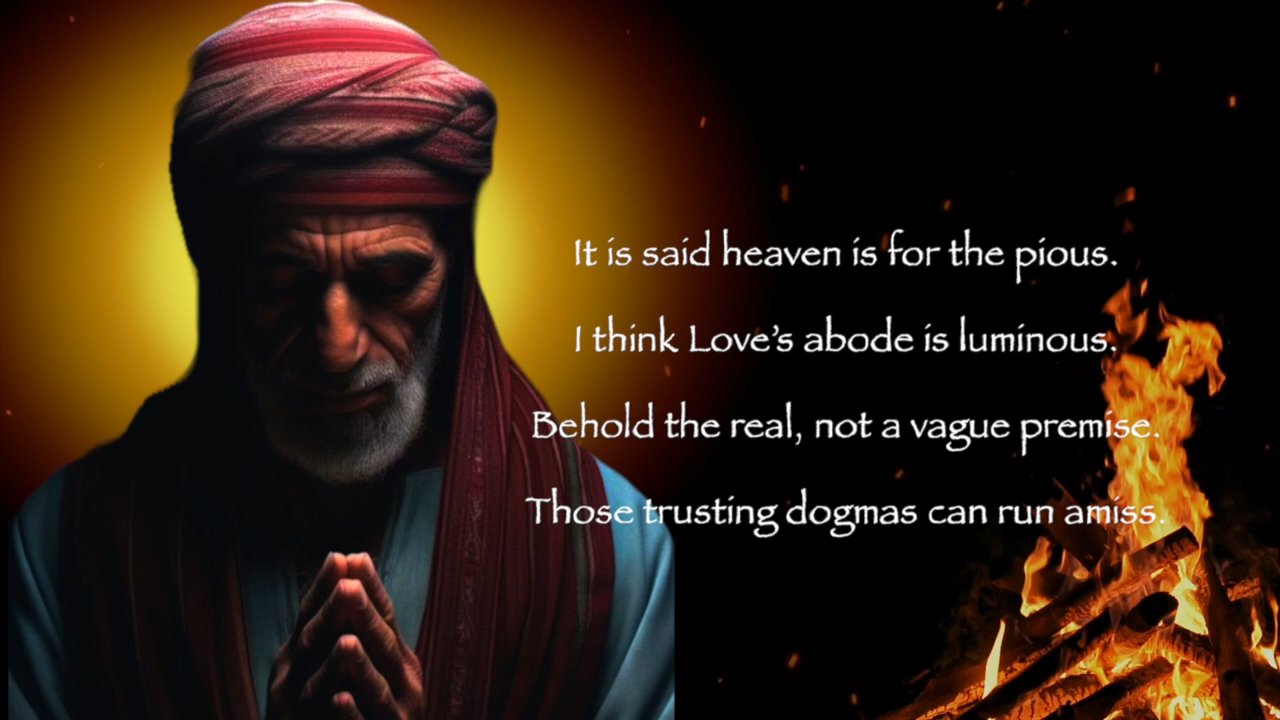 It is said heaven is for the pious.
I think Love's abode is luminous.
Behold the real, not a vague premise.
Those trusting dogmas can run amiss.